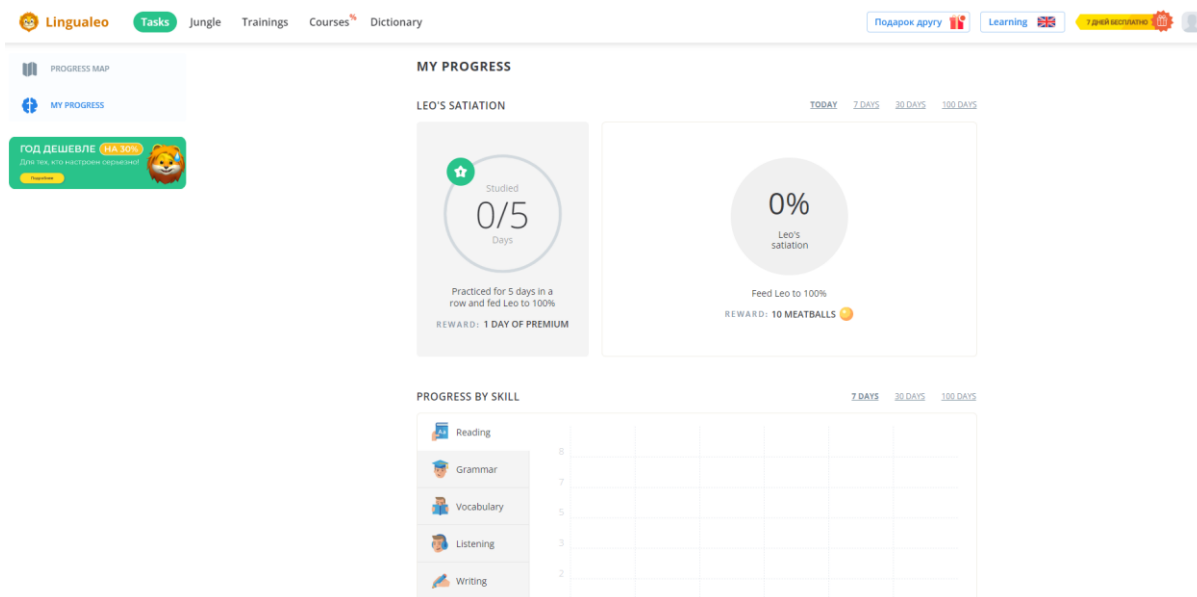 Lingualeo Tasks Jungle Trainings Courses% Dictionary Подарок другу Learning 7 ДНЕЙ БЕСПЛАТНО
PROGRESS MAP
MY PROGRESS
ГОД ДЕШЕВЛЕ НА 30%
Для тех, кто настроен серьезно!
Подробнее
MY PROGRESS
LEO'S SATIATION TODAY 7 DAYS 30 DAYS 100 DAYS
Studied
0/5
Days
Practiced for 5 days in a
row and fed Leo to 100%
REWARD: 1 DAY OF PREMIUM
0%
Leo's
satiation
Feed Leo to 100%
REWARD: 10 MEATBALLS
PROGRESS BY SKILL 7 DAYS 30 DAYS 100 DAYS
Reading
Grammar
Vocabulary
Listening
Writing
8
7
5
3
2